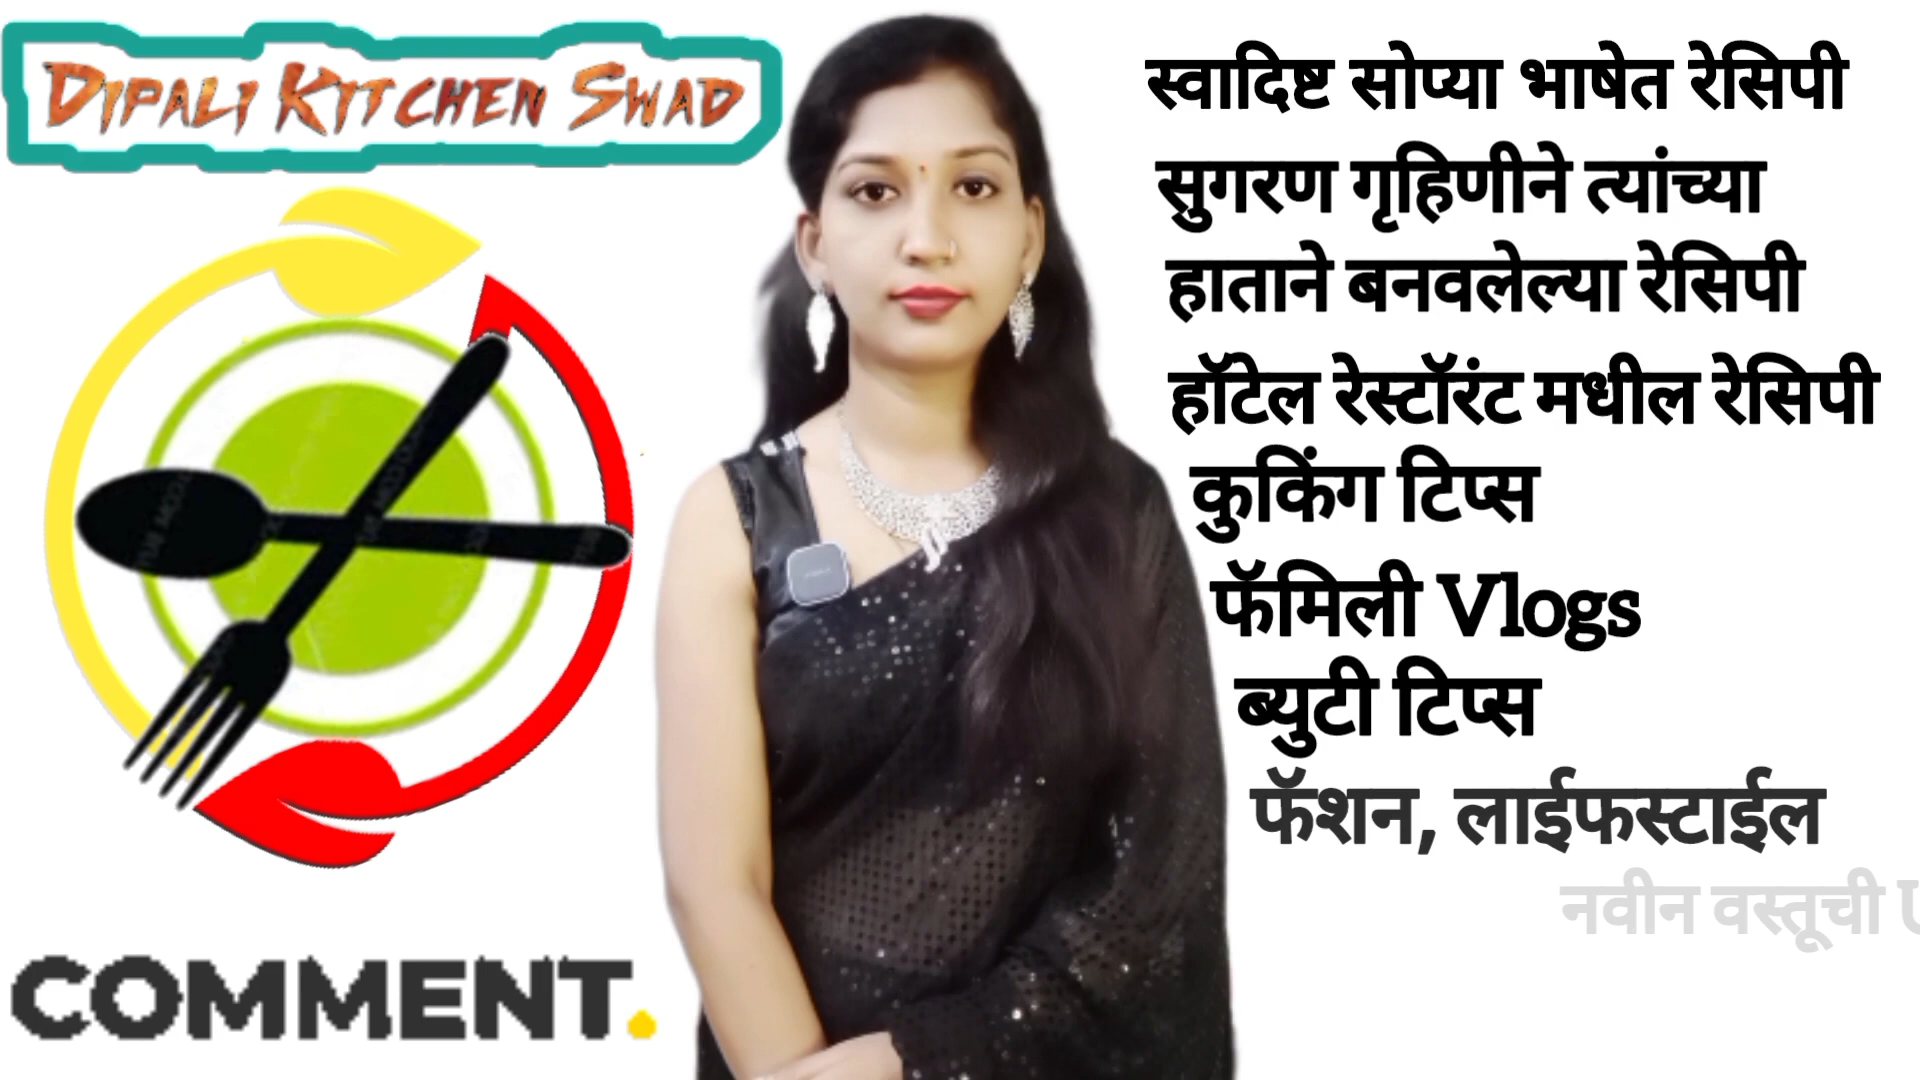 DIPALI KITCHEN SWAD
स्वादिष्ट सोप्या भाषेत रेसिपी
सुगरण गृहिणीने त्यांच्या
हाताने बनवलेल्या रेसिपी
हॉटेल रेस्टॉरंट मधील रेसिपी
कुकिंग टिप्स
फॅमिली Vlogs
ब्युटी टिप्स
फॅशन, लाईफस्टाईल
नवीन वस्तूची
COMMENT.